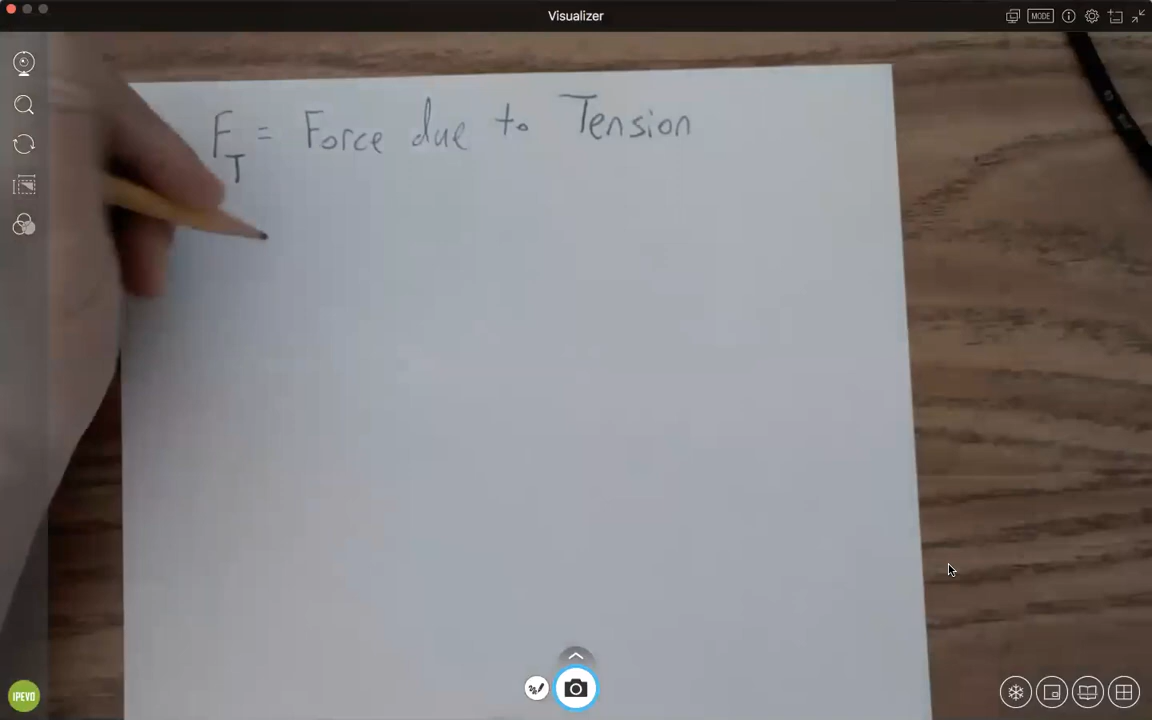 Visualizer
MODE
F_T = Force due to Tension
IPEVO